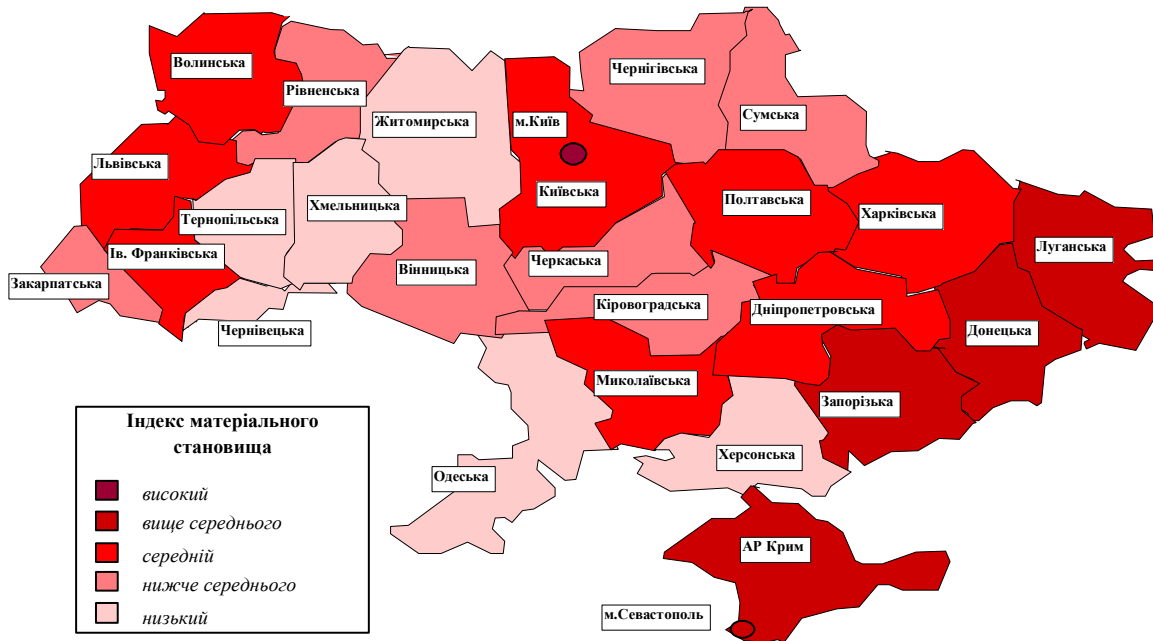 Волинська
Рівненська
Чернігівська
Житомирська
м.Київ
Сумська
Львівська
Київська
Полтавська
Харківська
Тернопільська
Хмельницька
Луганська
Ів. Франківська
Вінницька
Черкаська
Закарпатська
Кіровоградська
Дніпропетровська
Донецька
Чернівецька
Миколаївська
Запорізька
Херсонська
Одеська
АР Крим
м.Севастополь
Індекс матеріального
становища
високий
вище середнього
середній
нижче середнього
низький